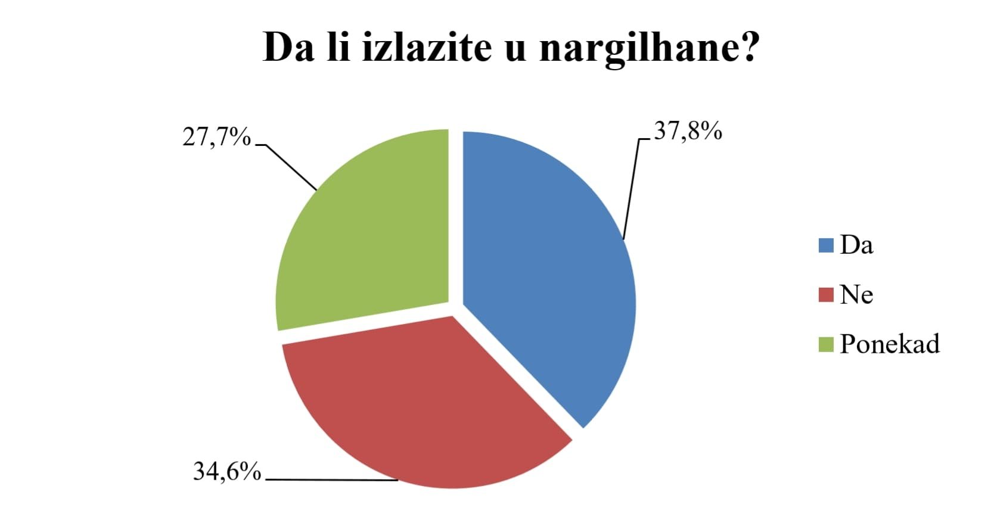 Da li izlazite u nargilhane?
27,7%
37,8%
Da
Ne
Ponekad
34,6%